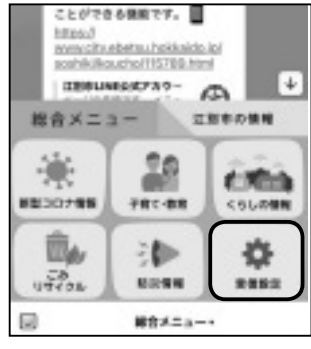 ことができる機能です。
https://
www.city.ebetsu.hokkaido.jp/
soshiki/koucho/115789.html
江別市LINE公式アカウー
総合メニュー
江別市の情報
新型コロナ情報
子育て・教育
くらしの情報
ごみ
リサイクル
防災情報
受信設定
総合メニュー